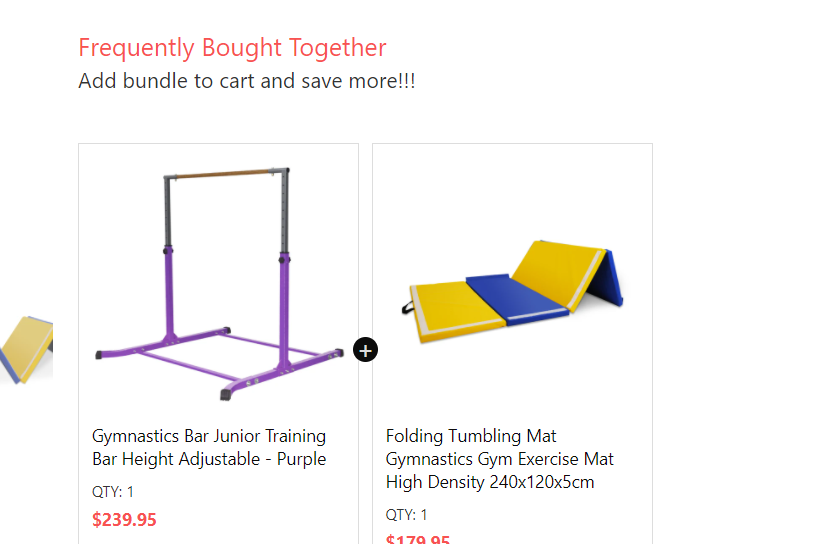 Frequently Bought Together
Add bundle to cart and save more!!!
Gymnastics Bar Junior Training
Bar Height Adjustable - Purple
QTY: 1
$239.95
Folding Tumbling Mat
Gymnastics Gym Exercise Mat
High Density 240x120x5cm
QTY: 1
$179.95